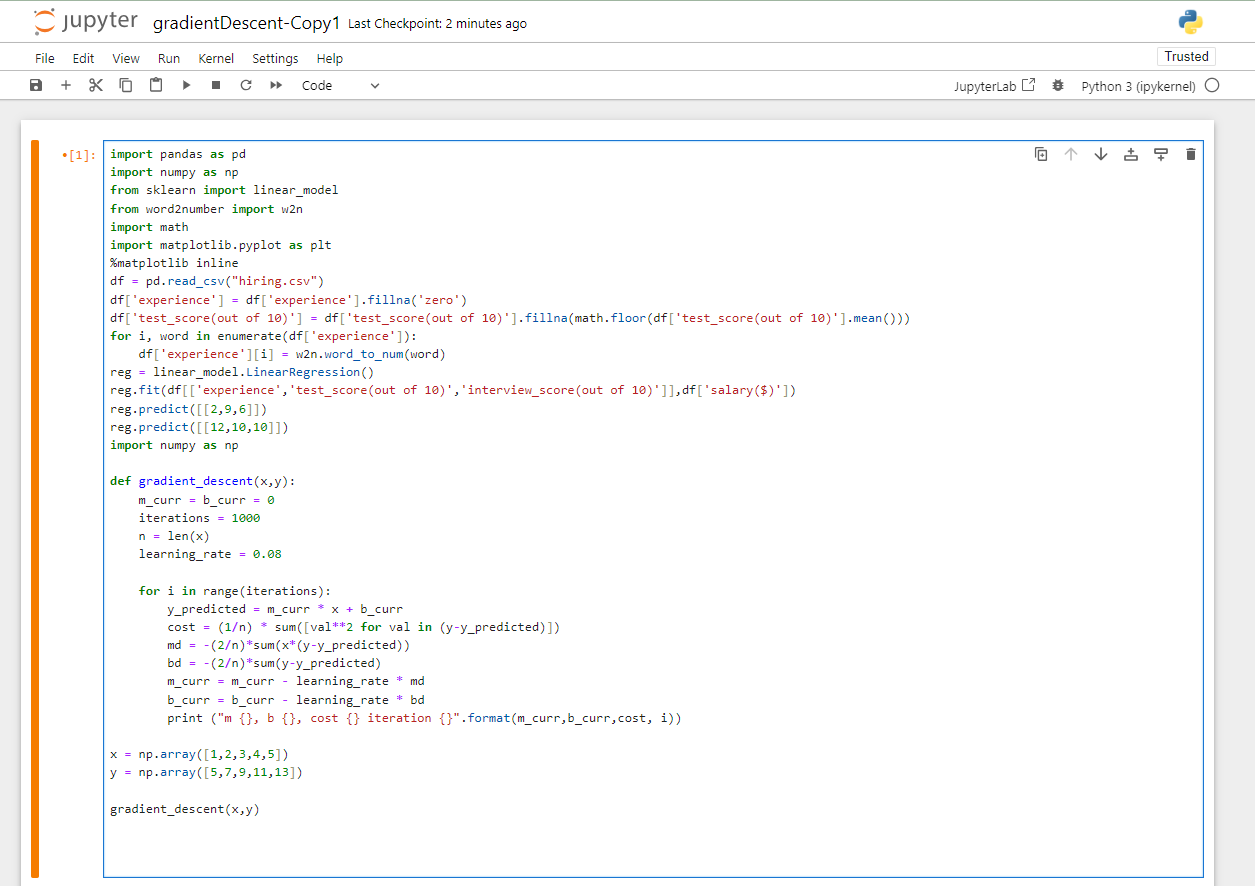 jupyter gradientDescent-Copy1 Last Checkpoint: 2 minutes ago
File Edit View Run Kernel Settings Help Trusted
Code JupyterLab Python 3 (ipykernel)
•[1]:
import pandas as pd
import numpy as np
from sklearn import linear_model
from word2number import w2n
import math
import matplotlib.pyplot as plt
%matplotlib inline
df = pd.read_csv("hiring.csv")
df['experience'] = df['experience'].fillna('zero')
df['test_score(out of 10)'] = df['test_score(out of 10)'].fillna(math.floor(df['test_score(out of 10)'].mean()))
for i, word in enumerate(df['experience']):
    df['experience'][i] = w2n.word_to_num(word)
reg = linear_model.LinearRegression()
reg.fit(df[['experience','test_score(out of 10)','interview_score(out of 10)']],df['salary($)'])
reg.predict([[2,9,6]])
reg.predict([[12,10,10]])
import numpy as np

def gradient_descent(x,y):
    m_curr = b_curr = 0
    iterations = 1000
    n = len(x)
    learning_rate = 0.08

    for i in range(iterations):
        y_predicted = m_curr * x + b_curr
        cost = (1/n) * sum([val**2 for val in (y-y_predicted)])
        md = -(2/n)*sum(x*(y-y_predicted))
        bd = -(2/n)*sum(y-y_predicted)
        m_curr = m_curr - learning_rate * md
        b_curr = b_curr - learning_rate * bd
        print ("m {}, b {}, cost {} iteration {}".format(m_curr,b_curr,cost, i))

x = np.array([1,2,3,4,5])
y = np.array([5,7,9,11,13])

gradient_descent(x,y)